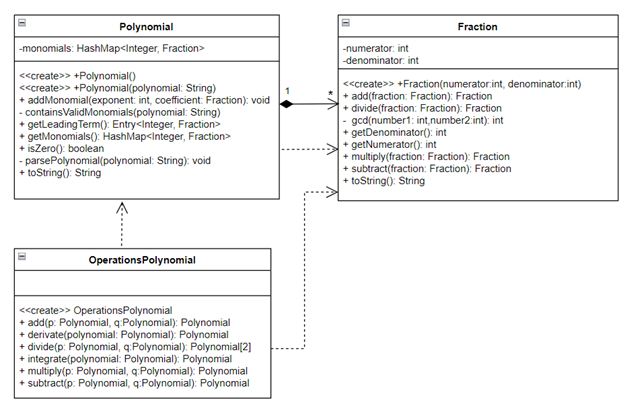 Polynomial
-monomials: HashMap<Integer, Fraction>
<<create>> +Polynomial()
<<create>> +Polynomial(polynomial: String)
+ addMonomial(exponent: int, coefficient: Fraction): void
- containsValidMonomials(polynomial: String)
+ getLeadingTerm(): Entry<Integer, Fraction>
+ getMonomials(): HashMap<Integer, Fraction>
+ isZero(): boolean
- parsePolynomial(polynomial: String): void
+ toString(): String
1
*
Fraction
-numerator: int
-denominator: int
<<create>> +Fraction(numerator:int, denominator:int)
+ add(fraction: Fraction): Fraction
+ divide(fraction: Fraction): Fraction
- gcd(number1: int,number2:int): int
+ getDenominator(): int
+ getNumerator(): int
+ multiply(fraction: Fraction): Fraction
+ subtract(fraction: Fraction): Fraction
+ toString(): String
OperationsPolynomial
<<create>> OperationsPolynomial
+ add(p: Polynomial, q:Polynomial): Polynomial
+ derivate(polynomial: Polynomial): Polynomial
+ divide(p: Polynomial, q:Polynomial): Polynomial[2]
+ integrate(polynomial: Polynomial): Polynomial
+ multiply(p: Polynomial, q:Polynomial): Polynomial
+ subtract(p: Polynomial, q:Polynomial): Polynomial